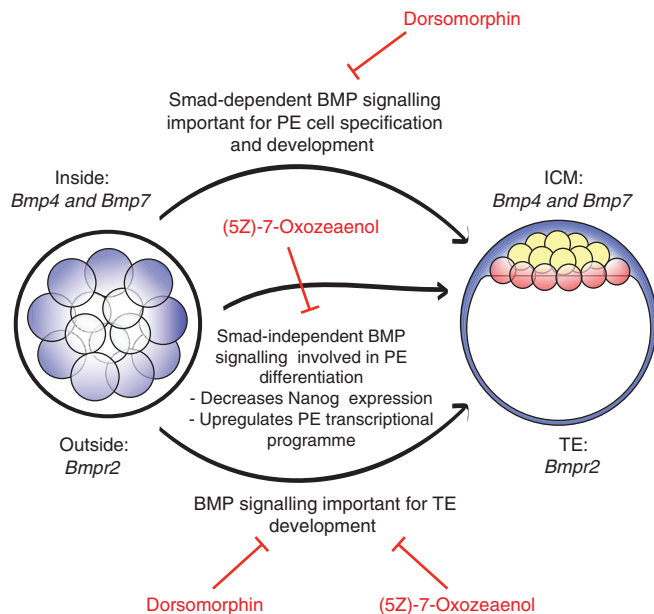 Dorsomorphin
Smad-dependent BMP signalling
important for PE cell specification
and development
Inside:
Bmp4 and Bmp7
ICM:
Bmp4 and Bmp7
(5Z)-7-Oxozeaenol
Smad-independent BMP
signalling involved in PE
differentiation
- Decreases Nanog expression
- Upregulates PE transcriptional
programme
Outside:
Bmpr2
TE:
Bmpr2
BMP signalling important for TE
development
Dorsomorphin
(5Z)-7-Oxozeaenol